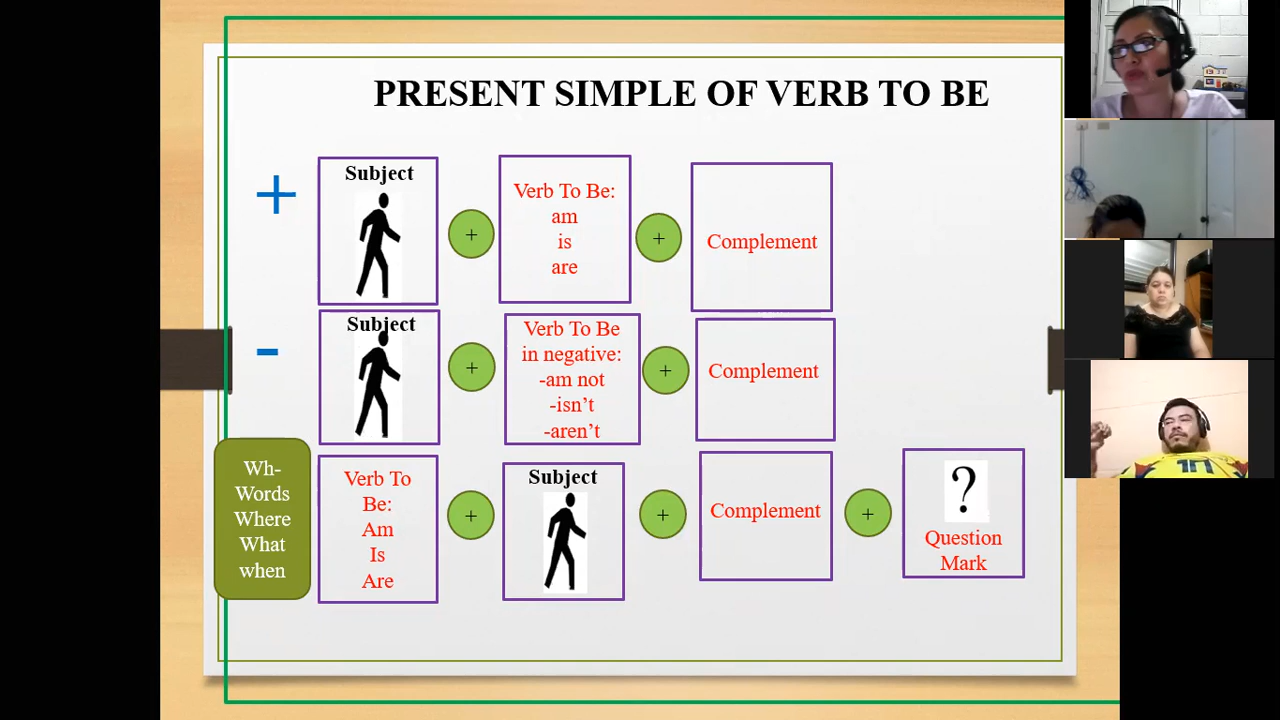 PRESENT SIMPLE OF VERB TO BE
+
Subject
+
Verb To Be:
am
is
are
+
Complement
-
Subject
+
Verb To Be
in negative:
-am not
-isn’t
-aren’t
+
Complement
Wh-
Words
Where
What
when
Verb To
Be:
Am
Is
Are
+
Subject
+
Complement
+
?
Question
Mark